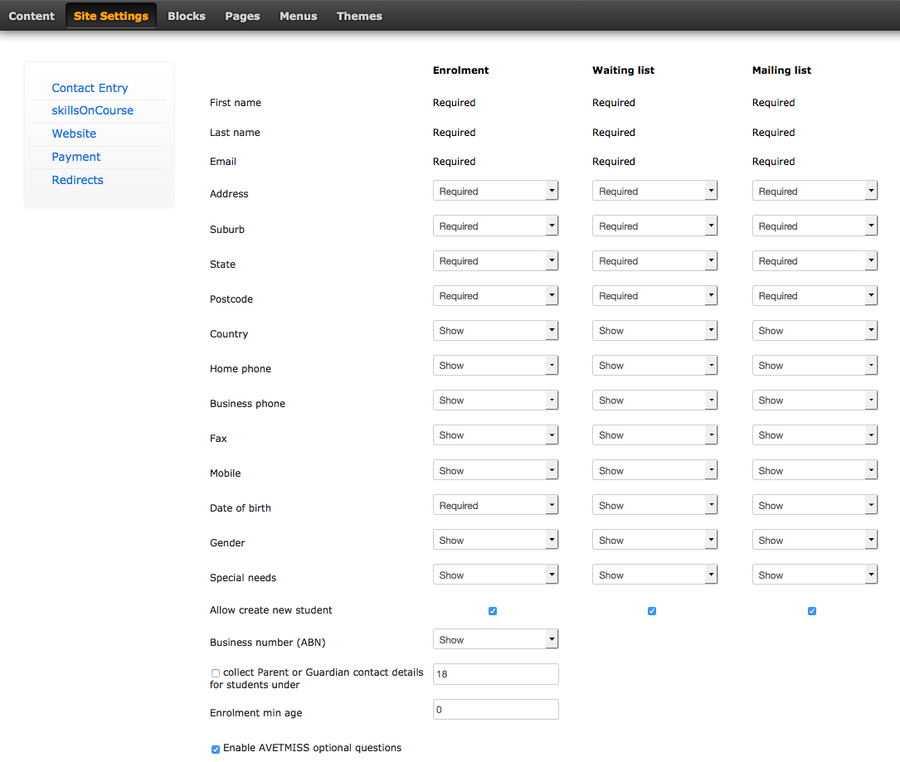 Content Site Settings Blocks Pages Menus Themes
Contact Entry
skillsOnCourse
Website
Payment
Redirects
Enrolment Waiting list Mailing list
First name Required Required Required
Last name Required Required Required
Email Required Required Required
Address Required Required Required
Suburb Required Required Required
State Required Required Required
Postcode Required Required Required
Country Show Show Show
Home phone Show Show Show
Business phone Show Show Show
Fax Show Show Show
Mobile Show Show Show
Date of birth Required Show Show
Gender Show Show Show
Special needs Show Show Show
Allow create new student
Business number (ABN) Show
collect Parent or Guardian contact details 18
for students under
Enrolment min age 0
Enable AVETMISS optional questions